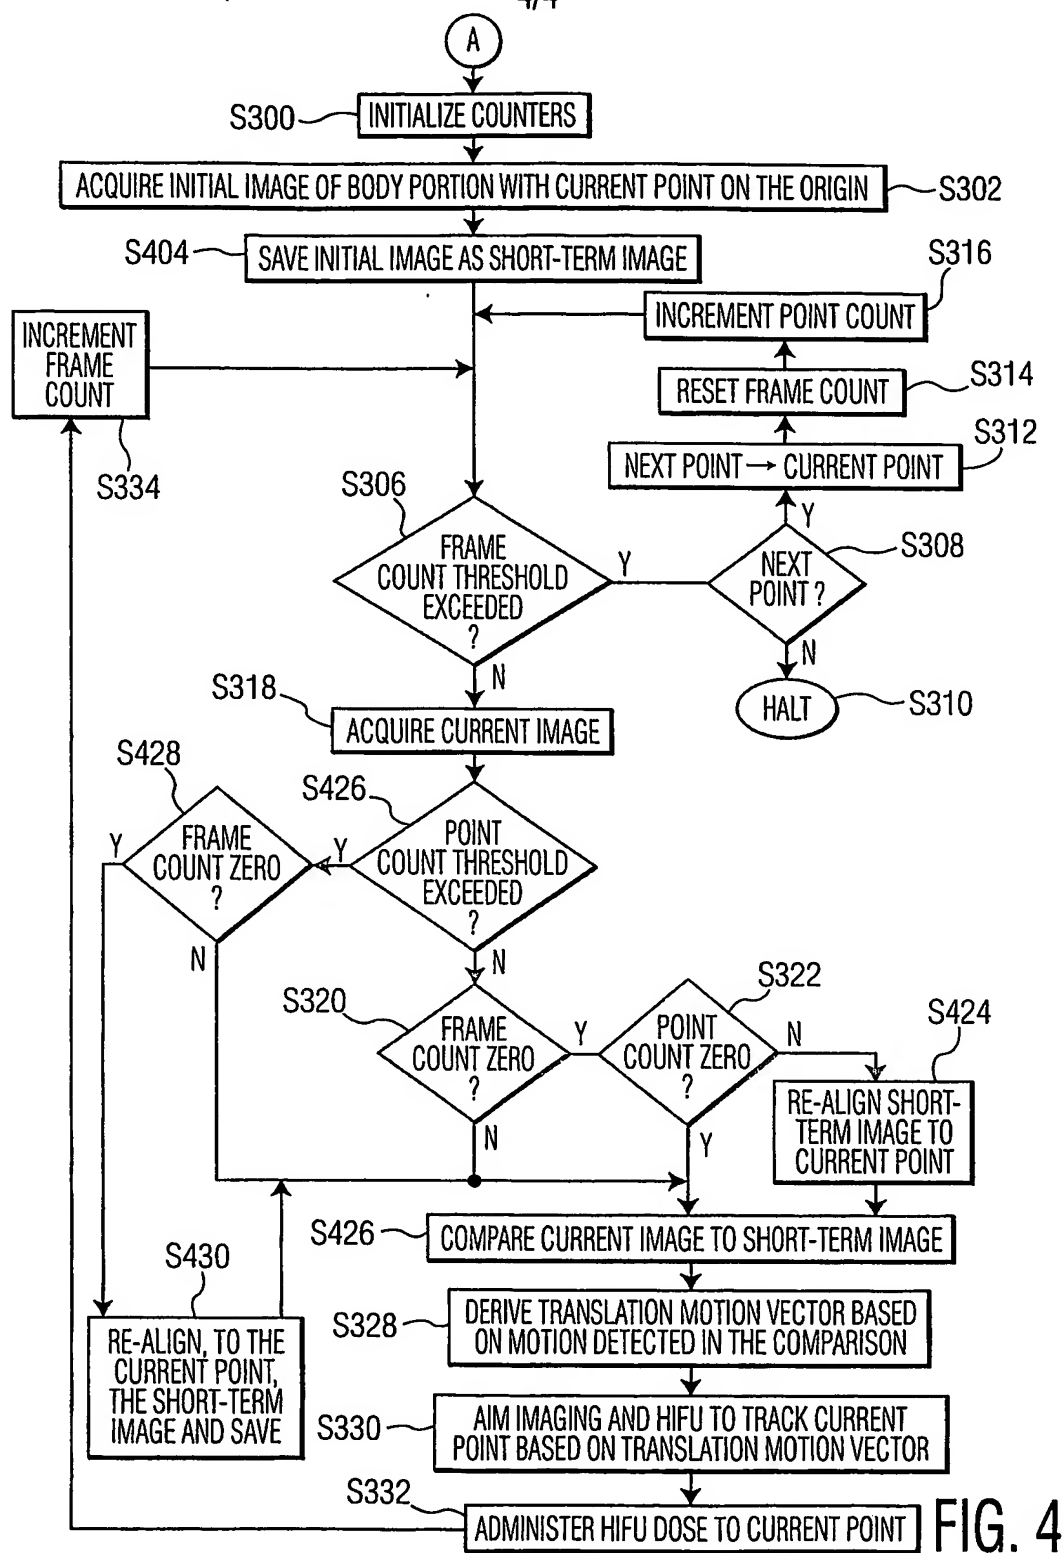 4/4
A
S300
INITIALIZE COUNTERS
ACQUIRE INITIAL IMAGE OF BODY PORTION WITH CURRENT POINT ON THE ORIGIN
S302
S404
SAVE INITIAL IMAGE AS SHORT-TERM IMAGE
S316
INCREMENT POINT COUNT
INCREMENT
FRAME
COUNT
S334
RESET FRAME COUNT
S314
S312
NEXT POINT → CURRENT POINT
Y
S306
FRAME
COUNT THRESHOLD
EXCEEDED
?
Y
NEXT
POINT ?
S308
N
N
HALT
S310
S318
ACQUIRE CURRENT IMAGE
S428
FRAME
COUNT ZERO
?
Y
N
S426
POINT
COUNT THRESHOLD
EXCEEDED
?
Y
N
S320
FRAME
COUNT ZERO
?
Y
N
S322
POINT
COUNT ZERO
?
N
Y
S424
RE-ALIGN SHORT-
TERM IMAGE TO
CURRENT POINT
S426
COMPARE CURRENT IMAGE TO SHORT-TERM IMAGE
S430
RE-ALIGN, TO THE
CURRENT POINT,
THE SHORT-TERM
IMAGE AND SAVE
S328
DERIVE TRANSLATION MOTION VECTOR BASED
ON MOTION DETECTED IN THE COMPARISON
S330
AIM IMAGING AND HIFU TO TRACK CURRENT
POINT BASED ON TRANSLATION MOTION VECTOR
S332
ADMINISTER HIFU DOSE TO CURRENT POINT
FIG. 4